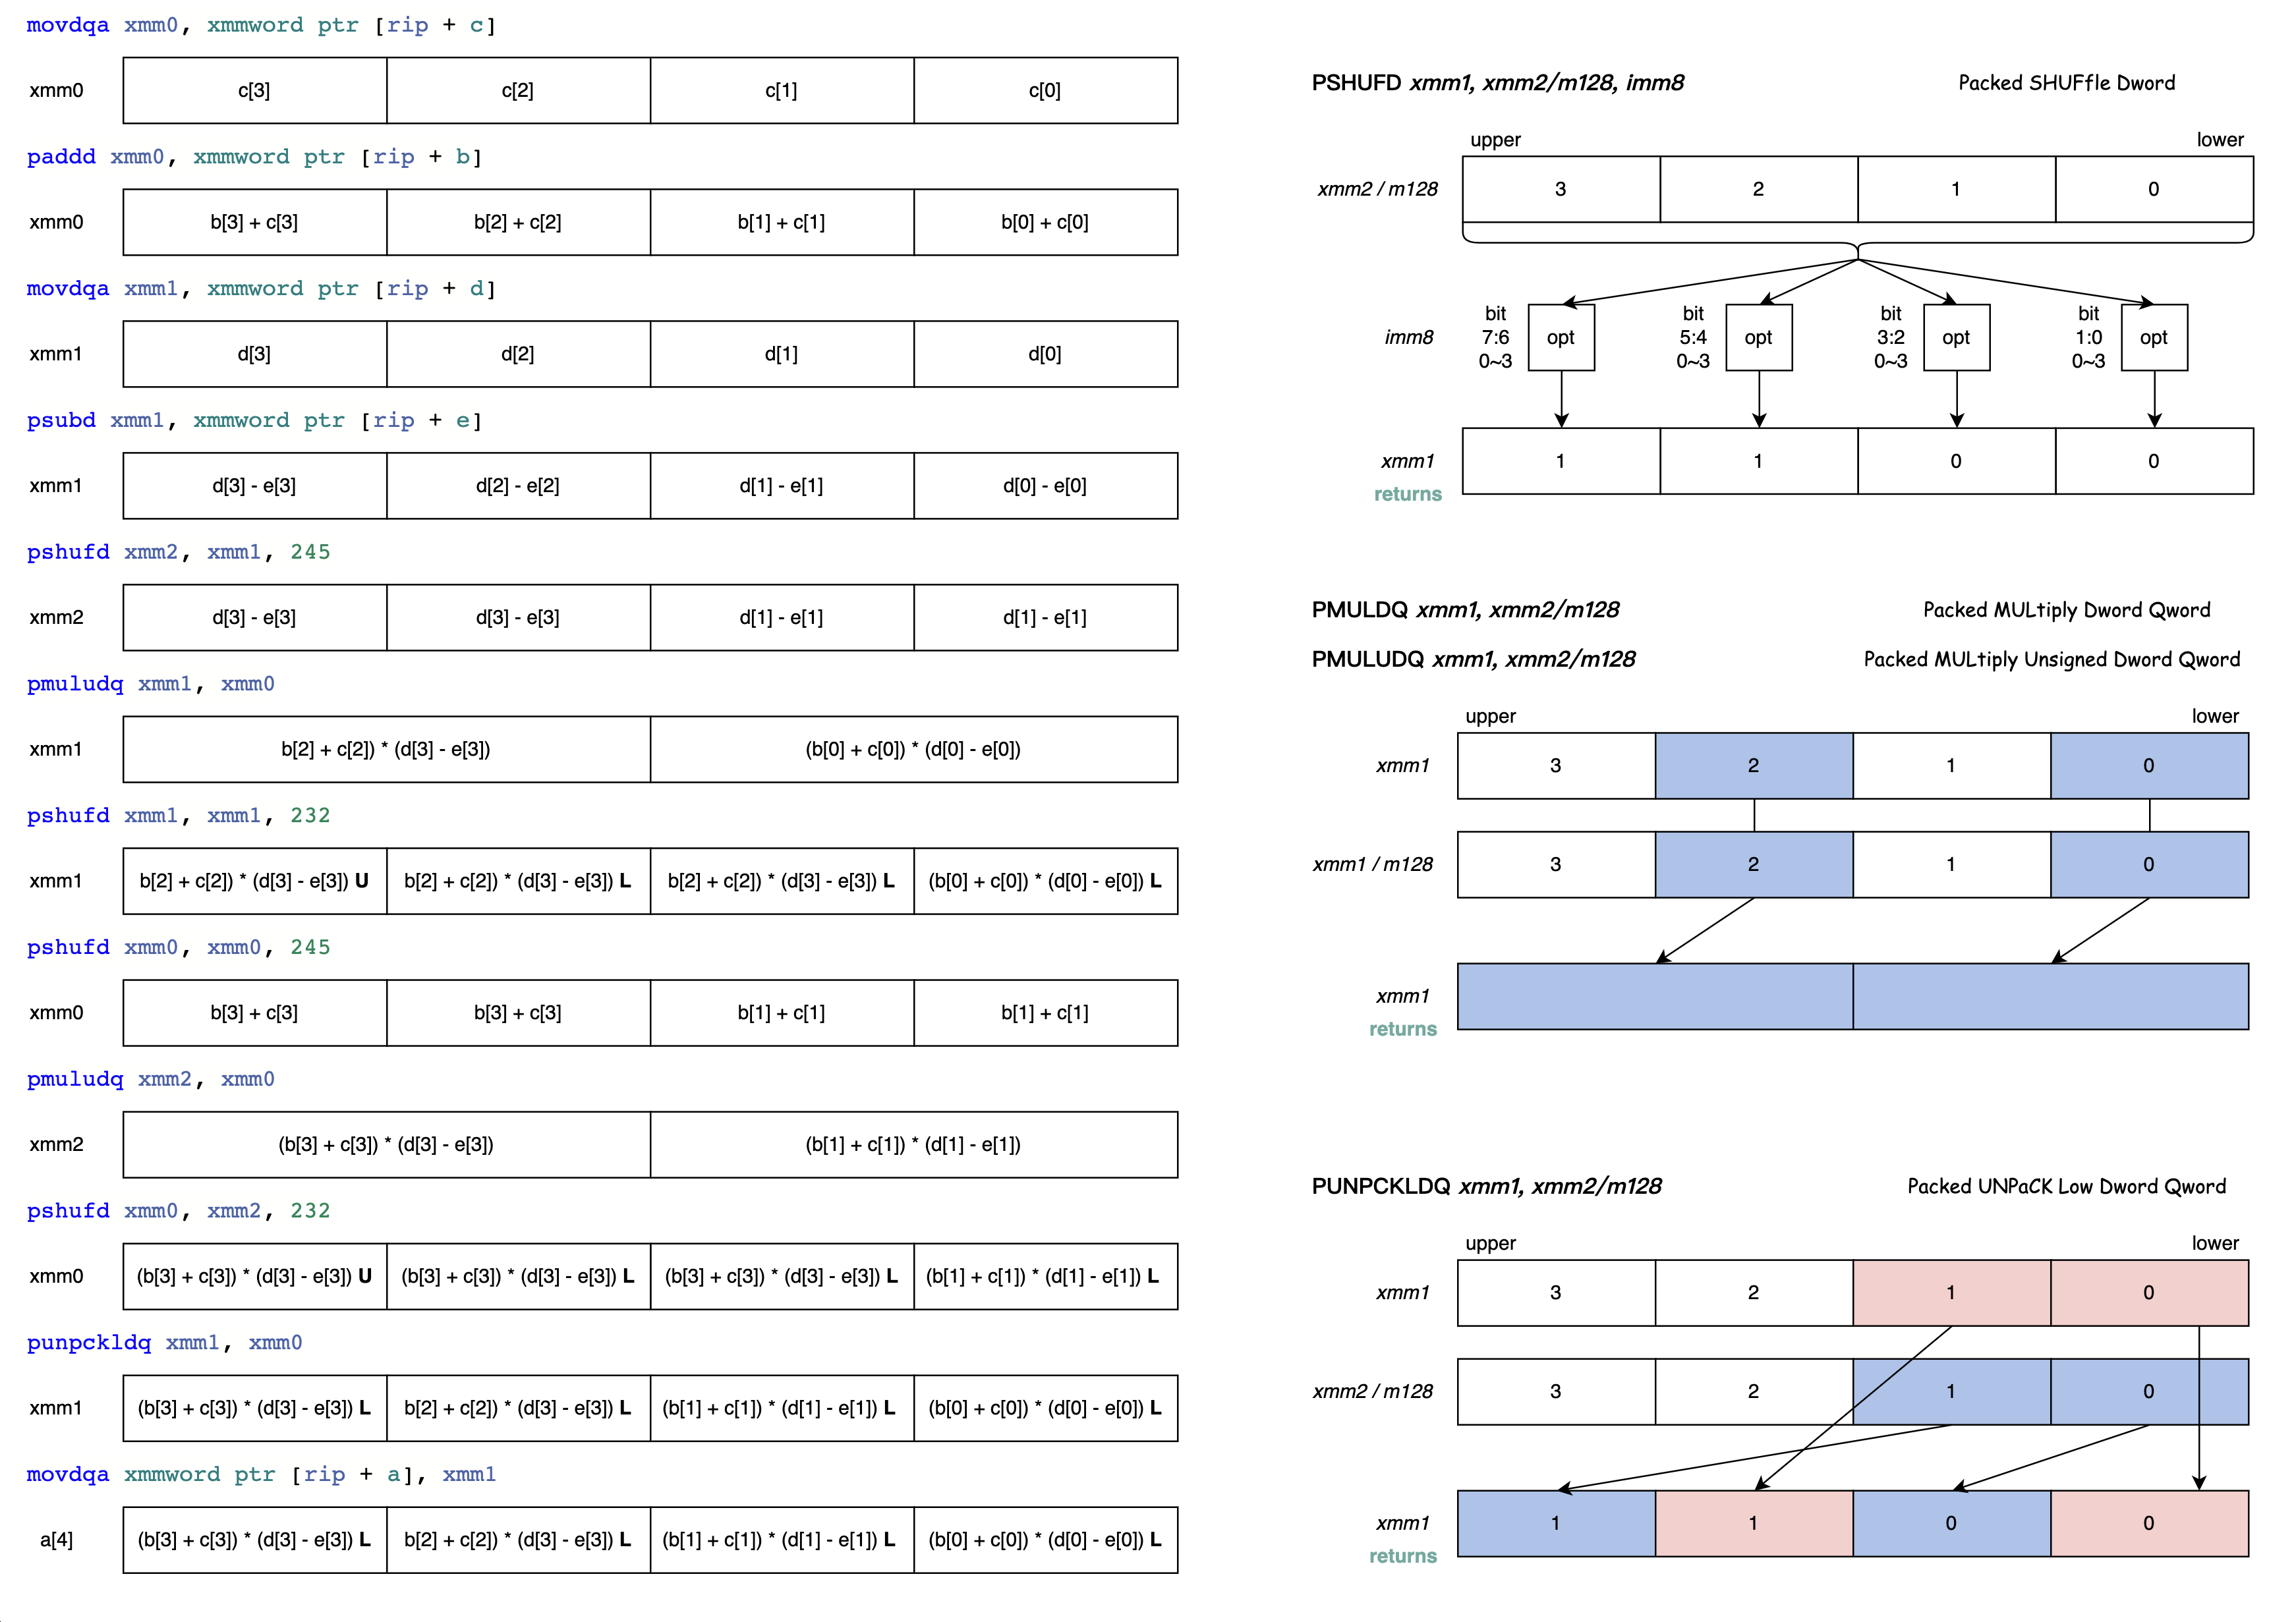 movdqa xmm0, xmmword ptr [rip + c]
xmm0 c[3] c[2] c[1] c[0]
paddd xmm0, xmmword ptr [rip + b]
xmm0 b[3] + c[3] b[2] + c[2] b[1] + c[1] b[0] + c[0]
movdqa xmm1, xmmword ptr [rip + d]
xmm1 d[3] d[2] d[1] d[0]
psubd xmm1, xmmword ptr [rip + e]
xmm1 d[3] - e[3] d[2] - e[2] d[1] - e[1] d[0] - e[0]
pshufd xmm2, xmm1, 245
xmm2 d[3] - e[3] d[3] - e[3] d[1] - e[1] d[1] - e[1]
pmuludq xmm1, xmm0
xmm1 b[2] + c[2]) * (d[3] - e[3]) (b[0] + c[0]) * (d[0] - e[0])
pshufd xmm1, xmm1, 232
xmm1 b[2] + c[2]) * (d[3] - e[3]) U b[2] + c[2]) * (d[3] - e[3]) L b[2] + c[2]) * (d[3] - e[3]) L (b[0] + c[0]) * (d[0] - e[0]) L
pshufd xmm0, xmm0, 245
xmm0 b[3] + c[3] b[3] + c[3] b[1] + c[1] b[1] + c[1]
pmuludq xmm2, xmm0
xmm2 (b[3] + c[3]) * (d[3] - e[3]) (b[1] + c[1]) * (d[1] - e[1])
pshufd xmm0, xmm2, 232
xmm0 (b[3] + c[3]) * (d[3] - e[3]) U (b[3] + c[3]) * (d[3] - e[3]) L (b[3] + c[3]) * (d[3] - e[3]) L (b[1] + c[1]) * (d[1] - e[1]) L
punpckldq xmm1, xmm0
xmm1 (b[3] + c[3]) * (d[3] - e[3]) L b[2] + c[2]) * (d[3] - e[3]) L (b[1] + c[1]) * (d[1] - e[1]) L (b[0] + c[0]) * (d[0] - e[0]) L
movdqa xmmword ptr [rip + a], xmm1
a[4] (b[3] + c[3]) * (d[3] - e[3]) L b[2] + c[2]) * (d[3] - e[3]) L (b[1] + c[1]) * (d[1] - e[1]) L (b[0] + c[0]) * (d[0] - e[0]) L
PSHUFD xmm1, xmm2/m128, imm8 Packed SHUFfle Dword
upper lower
xmm2 / m128 3 2 1 0
bit bit bit bit
imm8 7:6 opt 5:4 opt 3:2 opt 1:0 opt
0~3 0~3 0~3 0~3
xmm1 1 1 0 0
returns
PMULDQ xmm1, xmm2/m128 Packed MULtiply Dword Qword
PMULUDQ xmm1, xmm2/m128 Packed MULtiply Unsigned Dword Qword
upper lower
xmm1 3 2 1 0
xmm1 / m128 3 2 1 0
xmm1
returns
PUNPCKLDQ xmm1, xmm2/m128 Packed UNPaCK Low Dword Qword
upper lower
xmm1 3 2 1 0
xmm2 / m128 3 2 1 0
xmm1 1 1 0 0
returns